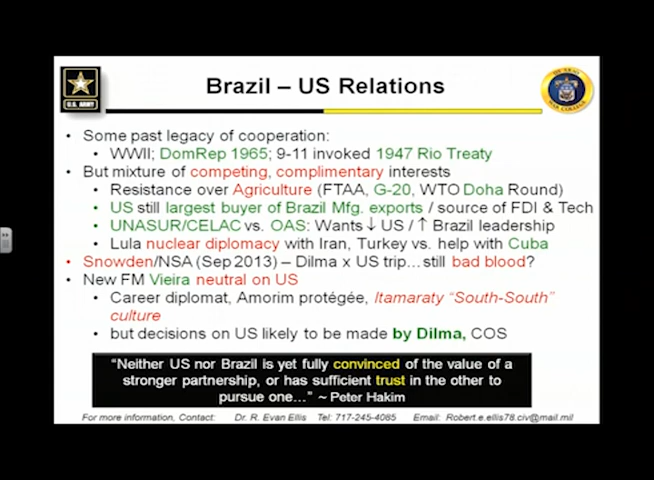 Brazil – US Relations
U.S. ARMY
• Some past legacy of cooperation:
• WWII; DomRep 1965; 9-11 invoked 1947 Rio Treaty
• But mixture of competing, complimentary interests
• Resistance over Agriculture (FTAA, G-20, WTO Doha Round)
• US still largest buyer of Brazil Mfg. exports / source of FDI & Tech
• UNASUR/CELAC vs. OAS: Wants ↓ US / ↑ Brazil leadership
• Lula nuclear diplomacy with Iran, Turkey vs. help with Cuba
• Snowden/NSA (Sep 2013) – Dilma x US trip…still bad blood?
• New FM Vieira neutral on US
• Career diplomat, Amorim protégée, Itamaraty “South-South”
culture
• but decisions on US likely to be made by Dilma, COS
“Neither US nor Brazil is yet fully convinced of the value of a
stronger partnership, or has sufficient trust in the other to
pursue one…” ~ Peter Hakim
For more information, Contact: Dr. R. Evan Ellis Tel: 717-245-4085 Email: Robert.e.ellis78.civ@mail.mil